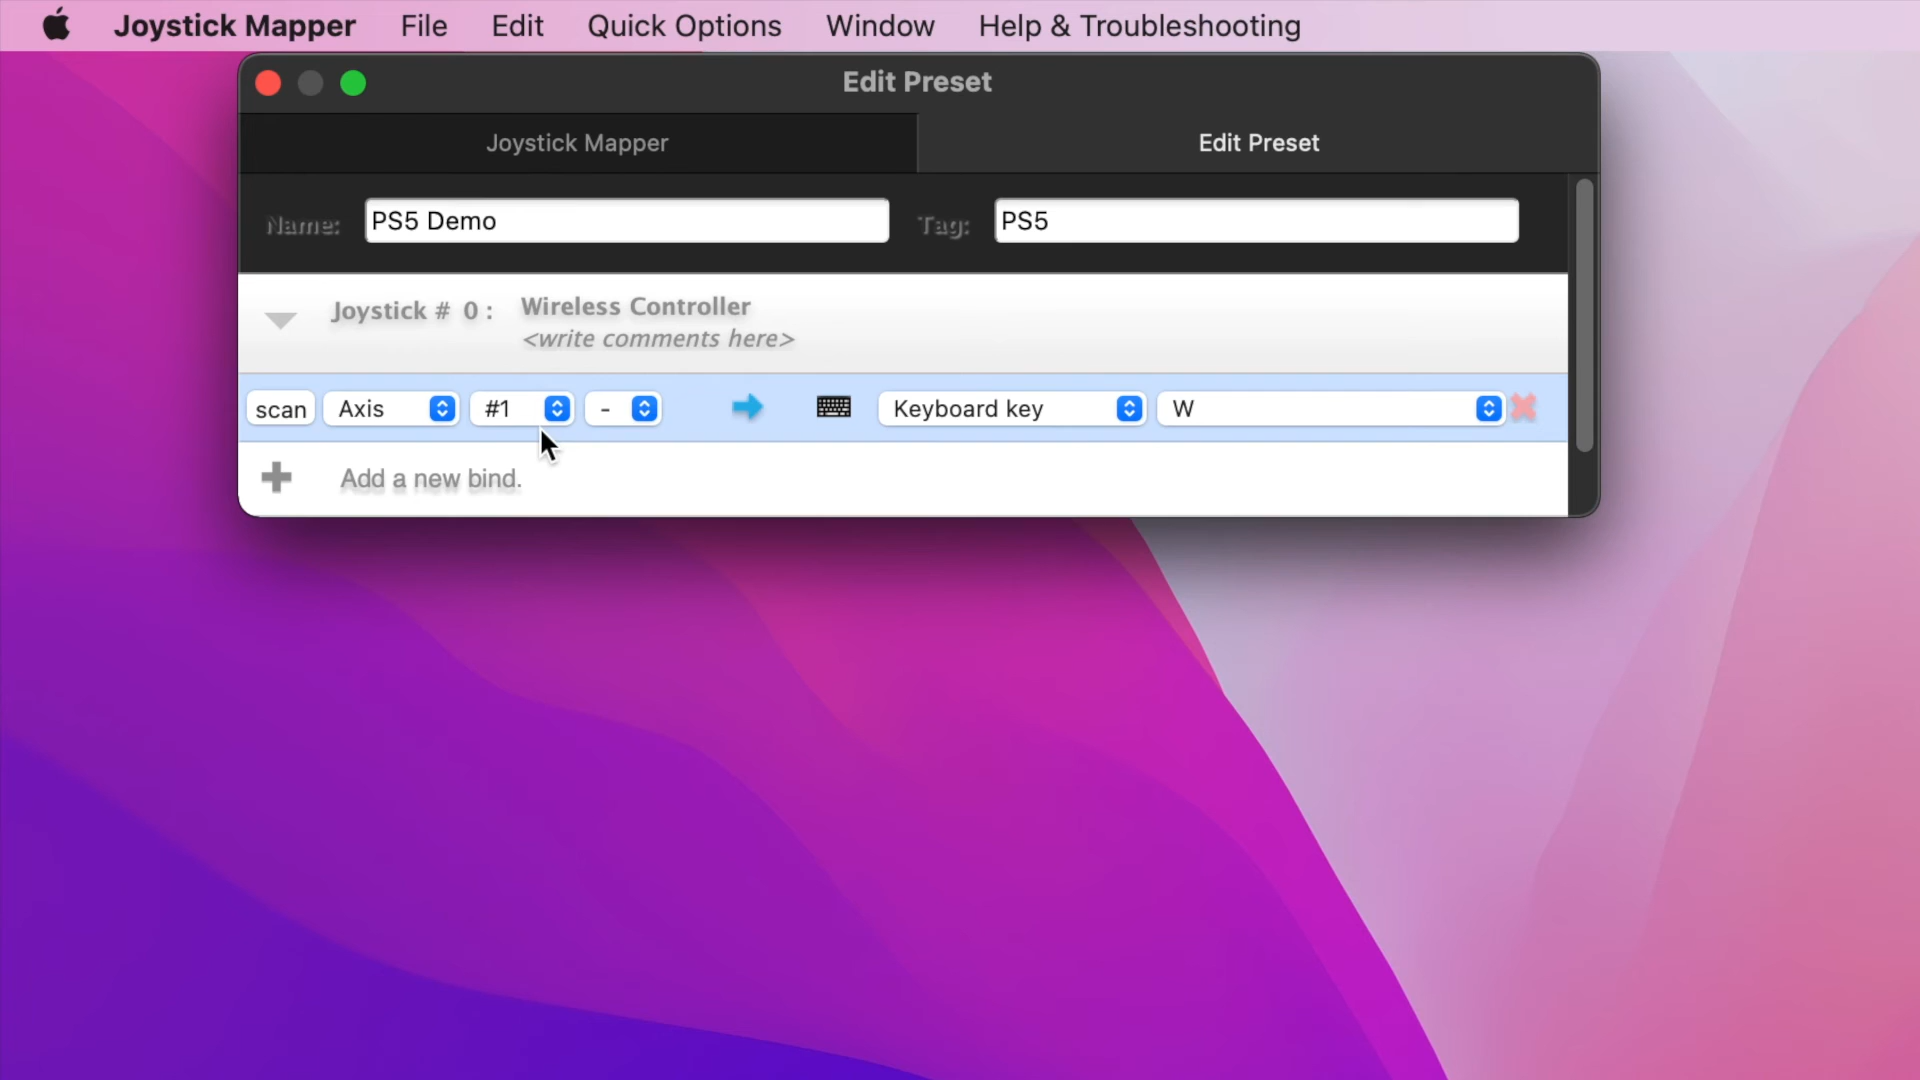 Joystick Mapper File Edit Quick Options Window Help & Troubleshooting
Edit Preset
Joystick Mapper Edit Preset
Name: PS5 Demo Tag: PS5
Joystick # 0 : Wireless Controller
<write comments here>
scan Axis #1 - Keyboard key W
Add a new bind.